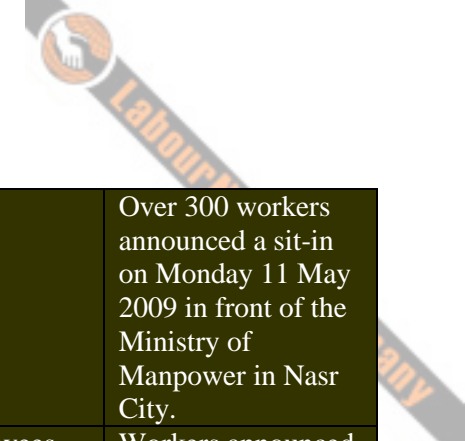 Over 300 workers
announced a sit-in
on Monday 11 May
2009 in front of the
Ministry of
Manpower in Nasr
City.
Workers announced